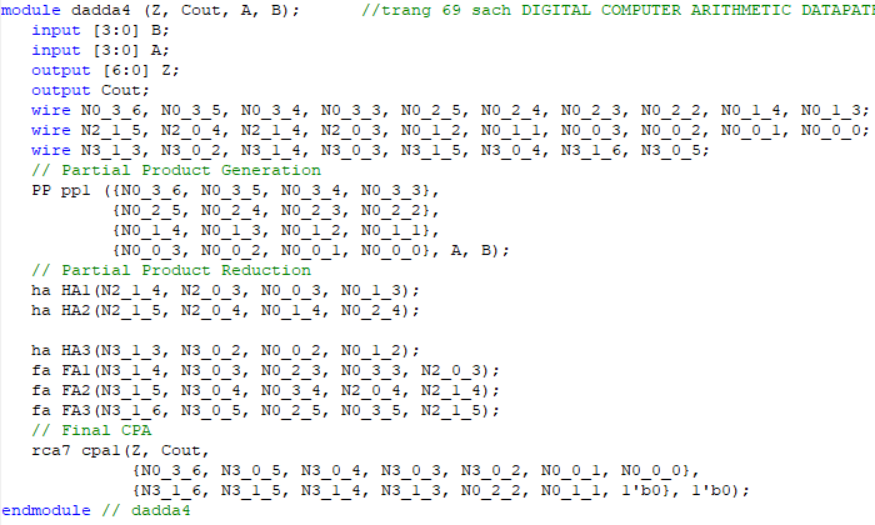 module dadda4 (Z, Cout, A, B);      //trang 69 sach DIGITAL COMPUTER ARITHMETIC
   input [3:0] B;
   input [3:0] A;
   output [6:0] Z;
   output Cout;
   wire N0_3_6, N0_3_5, N0_3_4, N0_3_3, N0_2_5, N0_2_4, N0_2_3, N0_2_2, N0_1_4, N0_1_3;
   wire N2_1_5, N2_0_4, N2_1_4, N2_0_3, N0_1_2, N0_1_1, N0_0_3, N0_0_2, N0_0_1, N0_0_0;
   wire N3_1_3, N3_0_2, N3_1_4, N3_0_3, N3_1_5, N3_0_4, N3_1_6, N3_0_5;
   // Partial Product Generation
   PP pp1 ({N0_3_6, N0_3_5, N0_3_4, N0_3_3},
           {N0_2_5, N0_2_4, N0_2_3, N0_2_2},
           {N0_1_4, N0_1_3, N0_1_2, N0_1_1},
           {N0_0_3, N0_0_2, N0_0_1, N0_0_0}, A, B);
   // Partial Product Reduction
   ha HA1(N2_1_4, N2_0_3, N0_0_3, N0_1_3);
   ha HA2(N2_1_5, N2_0_4, N0_1_4, N0_2_4);
   ha HA3(N3_1_3, N3_0_2, N0_0_2, N0_1_2);
   fa FA1(N3_1_4, N3_0_3, N0_2_3, N0_3_3, N2_0_3);
   fa FA2(N3_1_5, N3_0_4, N0_3_4, N2_0_4, N2_1_4);
   fa FA3(N3_1_6, N3_0_5, N0_2_5, N0_3_5, N2_1_5);
   // Final CPA
   rca7 cpa1(Z, Cout,
             {N0_3_6, N3_0_5, N3_0_4, N3_0_3, N3_0_2, N0_0_1, N0_0_0},
             {N3_1_6, N3_1_5, N3_1_4, N3_1_3, N0_2_2, N0_1_1, 1'b0}, 1'b0);
endmodule // dadda4